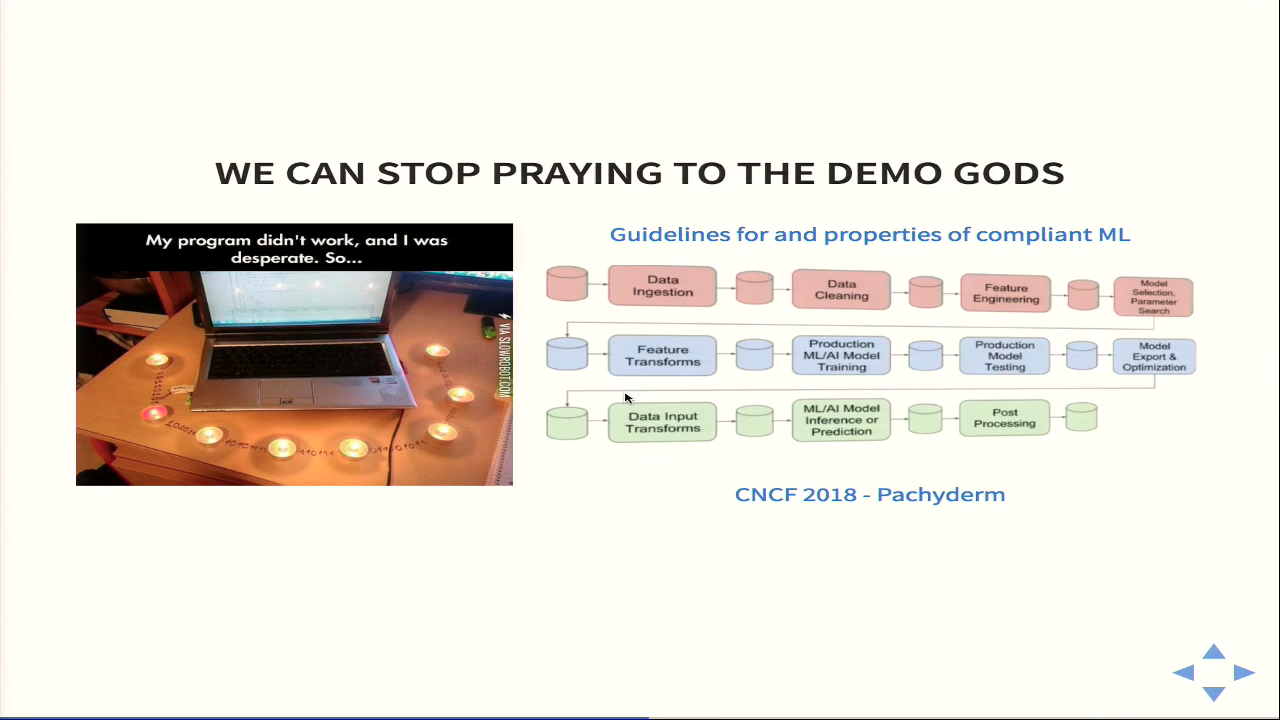 WE CAN STOP PRAYING TO THE DEMO GODS
My program didn't work, and I was
desperate. So...
VIA SLOWROBOT.COM
Guidelines for and properties of compliant ML
Data
Ingestion
Data
Cleaning
Feature
Engineering
Model
Selection,
Parameter
Search
Feature
Transforms
Production
ML/AI Model
Training
Production
Model
Testing
Model
Export &
Optimization
Data Input
Transforms
ML/AI Model
Inference or
Prediction
Post
Processing
CNCF 2018 - Pachyderm